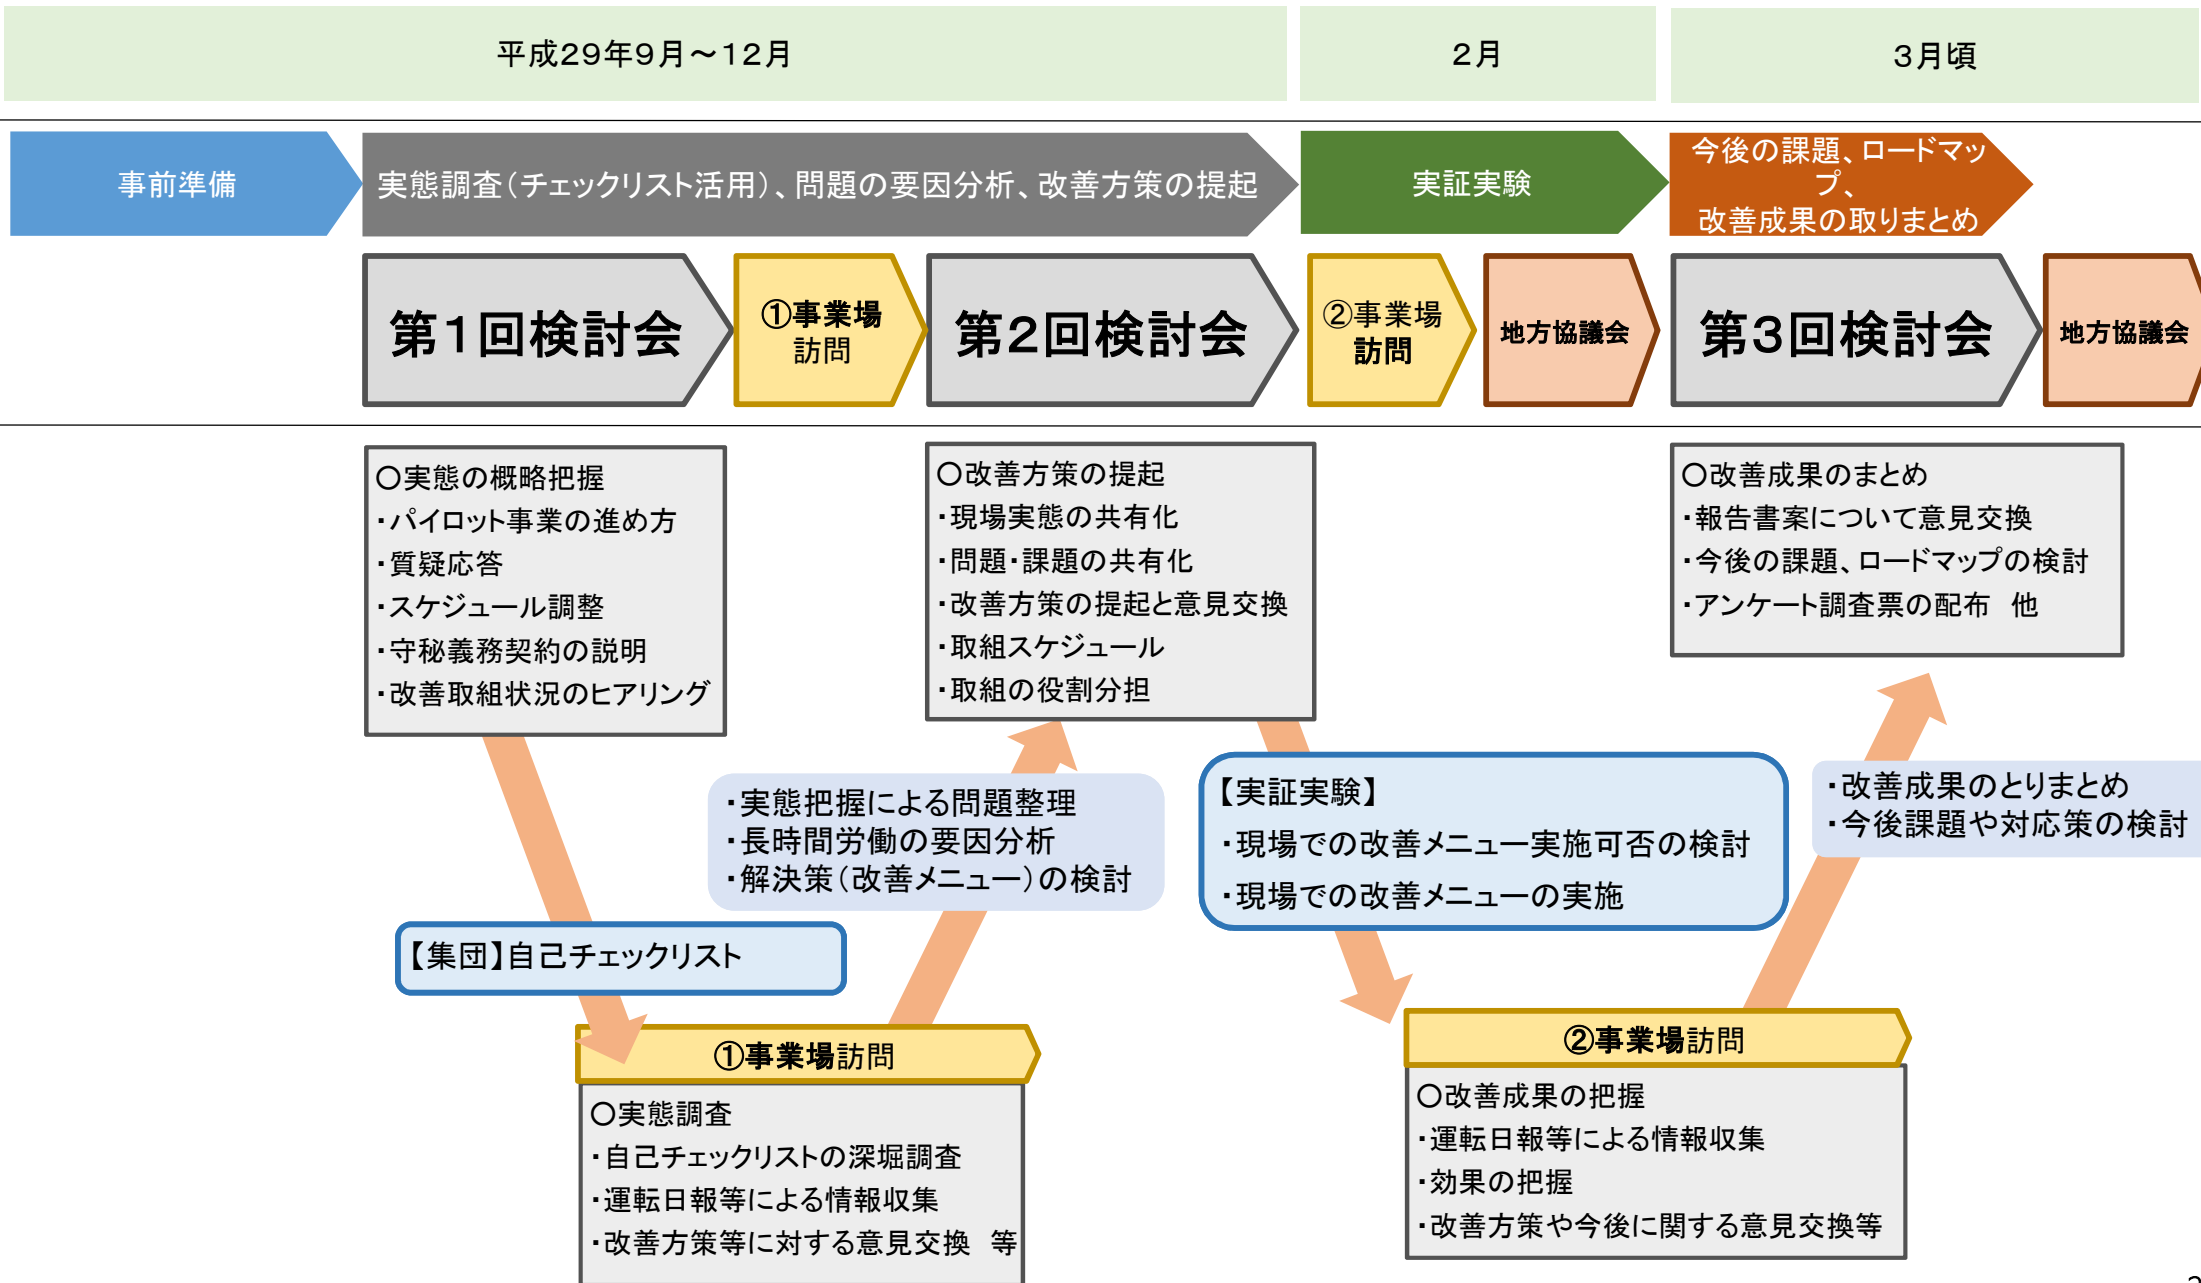 平成29年9月～12月
2月
3月頃
事前準備
実態調査（チェックリスト活用）、問題の要因分析、改善方策の提起
実証実験
今後の課題、ロードマッ
プ、
改善成果の取りまとめ
第1回検討会
①事業場
訪問
第2回検討会
②事業場
訪問
地方協議会
第3回検討会
地方協議会
○実態の概略把握
・パイロット事業の進め方
・質疑応答
・スケジュール調整
・守秘義務契約の説明
・改善取組状況のヒアリング
○改善方策の提起
・現場実態の共有化
・問題・課題の共有化
・改善方策の提起と意見交換
・取組スケジュール
・取組の役割分担
○改善成果のまとめ
・報告書案について意見交換
・今後の課題、ロードマップの検討
・アンケート調査票の配布　他
・実態把握による問題整理
・長時間労働の要因分析
・解決策（改善メニュー）の検討
【実証実験】
・現場での改善メニュー実施可否の検討
・現場での改善メニューの実施
・改善成果のとりまとめ
・今後課題や対応策の検討
【集団】自己チェックリスト
①事業場訪問
○実態調査
・自己チェックリストの深堀調査
・運転日報等による情報収集
・改善方策等に対する意見交換　等
②事業場訪問
○改善成果の把握
・運転日報等による情報収集
・効果の把握
・改善方策や今後に関する意見交換等